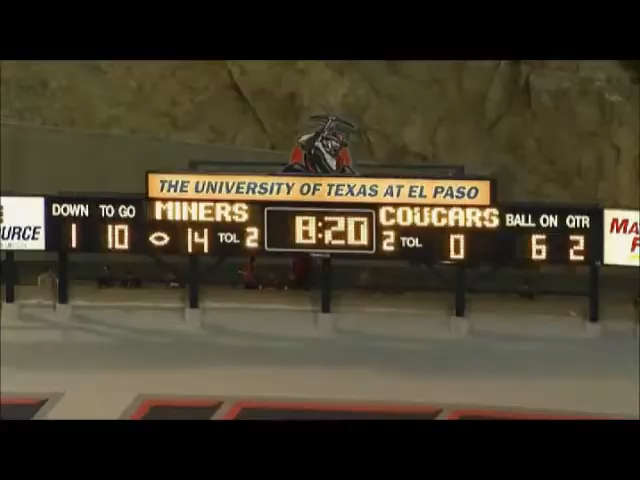 THE UNIVERSITY OF TEXAS AT EL PASO
DOWN TO GO MINERS 8:20 COUGARS BALL ON QTR
1 10 14 TOL 2 2 TOL 0 6 2
URCE